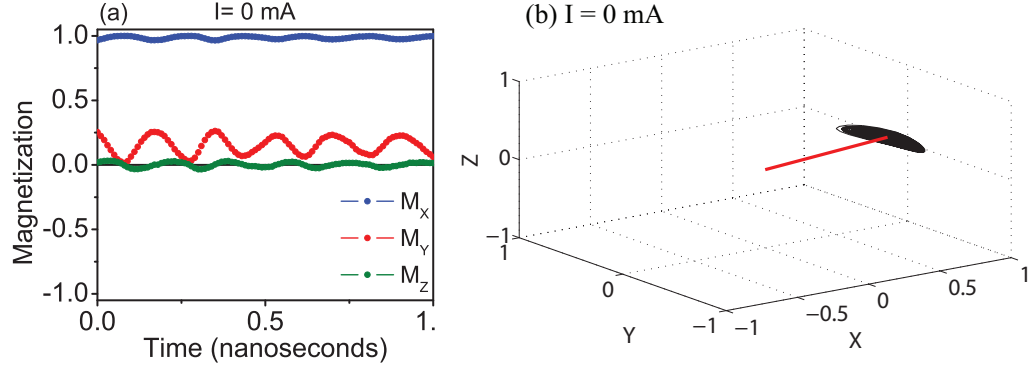 (a) I= 0 mA
1.0
0.5
0.0
-0.5
-1.0
Magnetization
M_X
M_Y
M_Z
0.0
0.5
1.
Time (nanoseconds)
(b) I = 0 mA
1
0
−1
Z
1
0
−1
Y
−1
−0.5
0
0.5
1
X